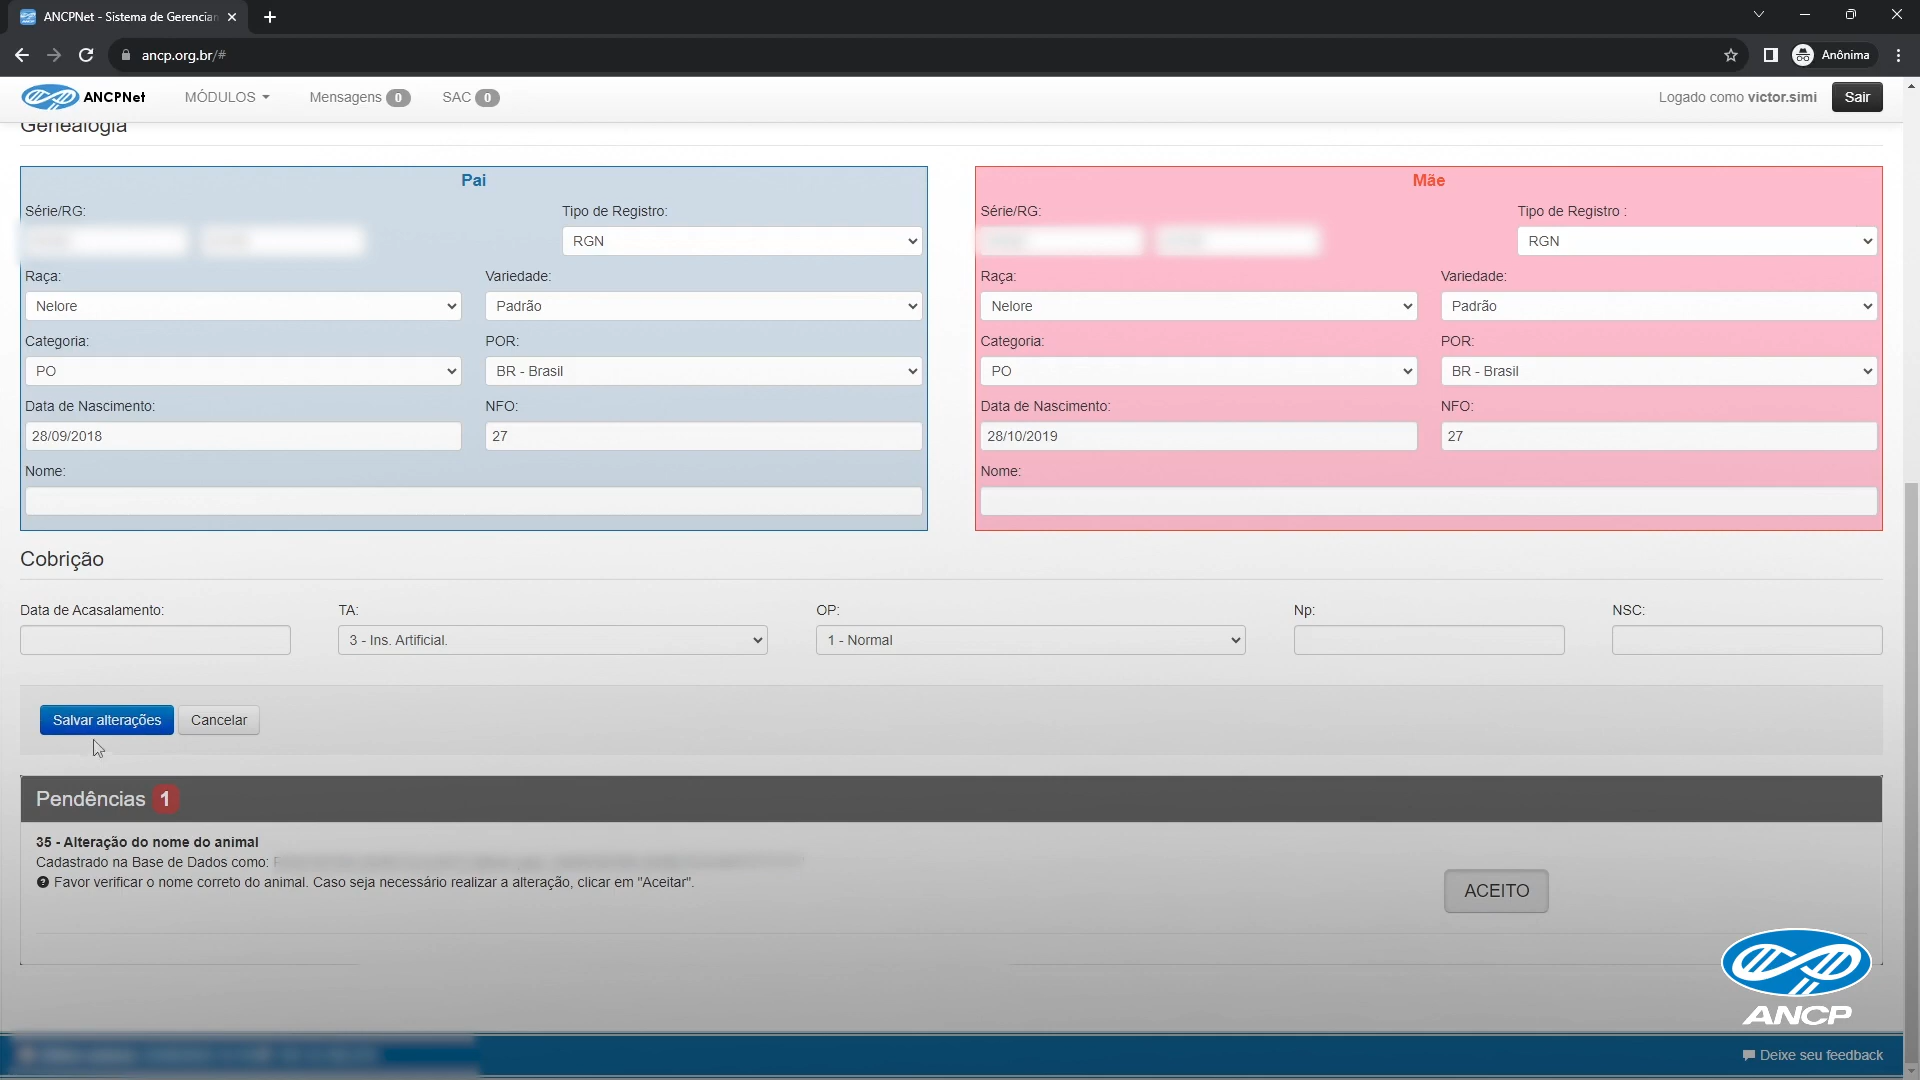 ANCPNet - Sistema de Gerencian
ancp.org.br/#
Anônima
ANCPNet
MÓDULOS
Mensagens 0
SAC 0
Logado como victor.simi
Sair
Genealogia
Pai
Série/RG:
Tipo de Registro:
RGN
Raça:
Variedade:
Nelore
Padrão
Categoria:
POR:
PO
BR - Brasil
Data de Nascimento:
NFO:
28/09/2018
27
Nome:
Mãe
Série/RG:
Tipo de Registro :
RGN
Raça:
Variedade:
Nelore
Padrão
Categoria:
POR:
PO
BR - Brasil
Data de Nascimento:
NFO:
28/10/2019
27
Nome:
Cobrição
Data de Acasalamento:
TA:
OP:
Np:
NSC:
3 - Ins. Artificial.
1 - Normal
Salvar alterações
Cancelar
Pendências 1
35 - Alteração do nome do animal
Cadastrado na Base de Dados como:
Favor verificar o nome correto do animal. Caso seja necessário realizar a alteração, clicar em "Aceitar".
ACEITO
ANCP
Deixe seu feedback